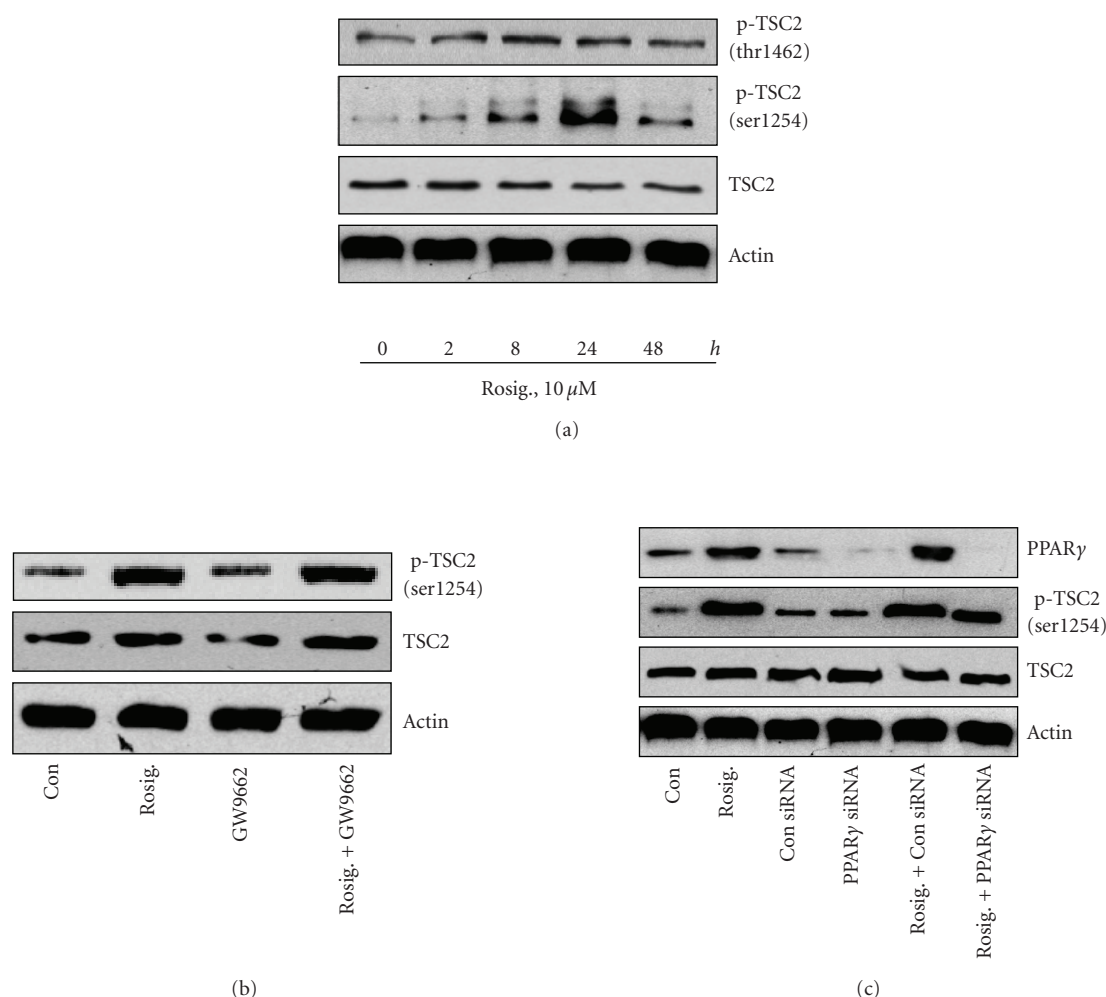 p-TSC2
(thr1462)
p-TSC2
(ser1254)
TSC2
Actin
0 2 8 24 48 h
Rosig., 10 μM
(a)
p-TSC2
(ser1254)
TSC2
Actin
Con
Rosig.
GW9662
Rosig. + GW9662
(b)
PPARγ
p-TSC2
(ser1254)
TSC2
Actin
Con
Rosig.
Con siRNA
PPARγ siRNA
Rosig. + Con siRNA
Rosig. + PPARγ siRNA
(c)